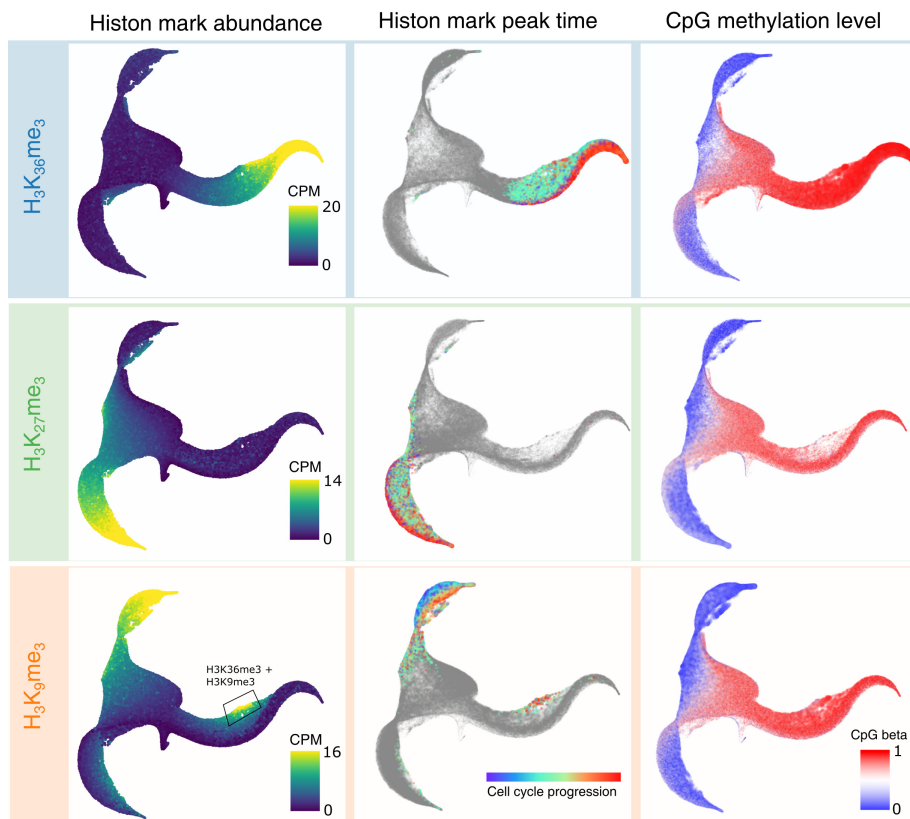 Histon mark abundance
Histon mark peak time
CpG methylation level
H3K36me3
CPM
20
0
H3K27me3
CPM
14
0
H3K9me3
H3K36me3 +
H3K9me3
CPM
16
0
Cell cycle progression
CpG beta
1
0